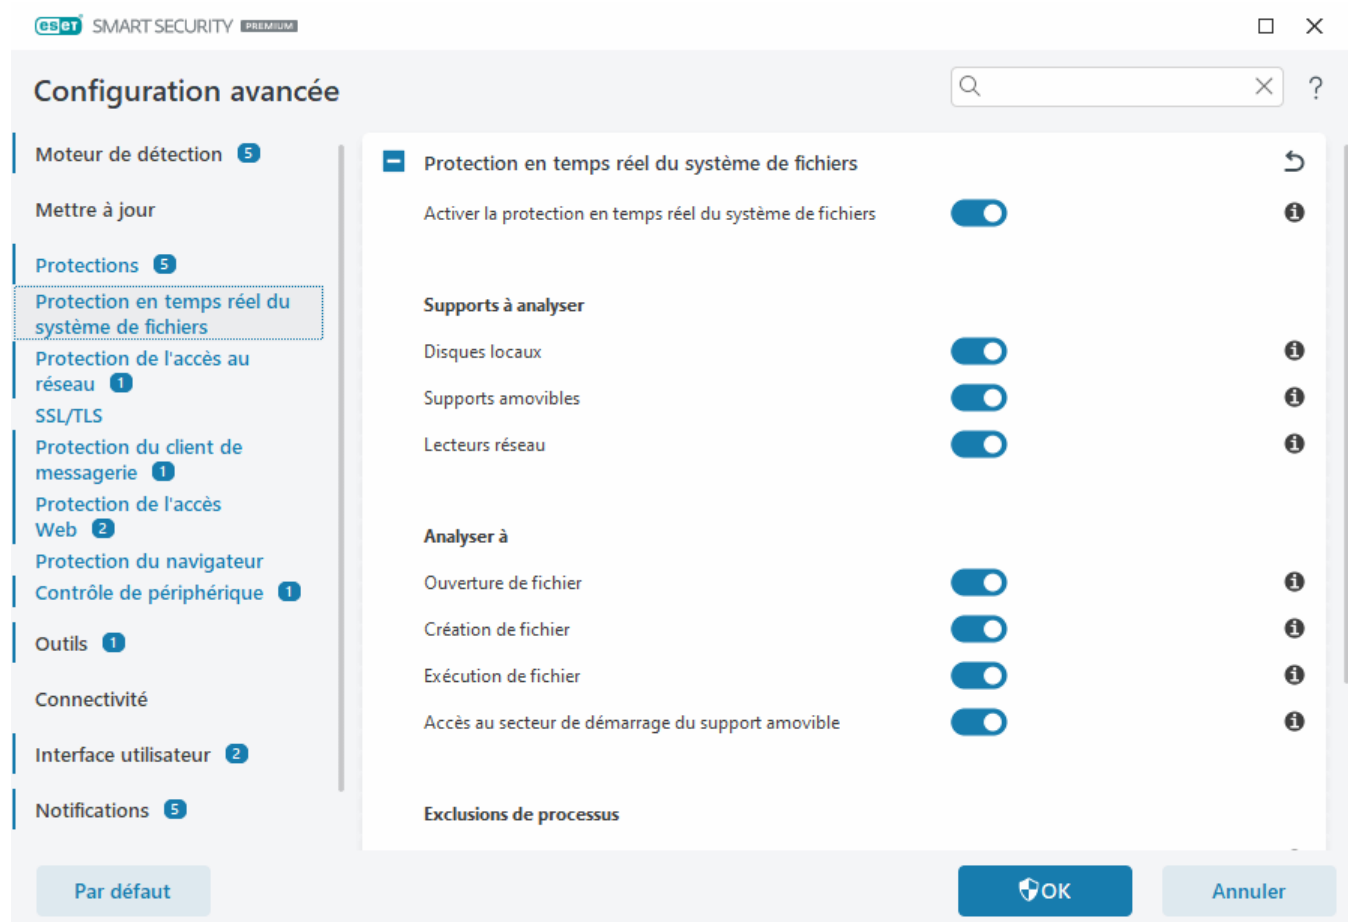 eset SMART SECURITY PREMIUM
Configuration avancée
?
Moteur de détection 5
Mettre à jour
Protections 5
Protection en temps réel du
système de fichiers
Protection de l'accès au
réseau 1
SSL/TLS
Protection du client de
messagerie 1
Protection de l'accès
Web 2
Protection du navigateur
Contrôle de périphérique 1
Outils 1
Connectivité
Interface utilisateur 2
Notifications 5
Protection en temps réel du système de fichiers
Activer la protection en temps réel du système de fichiers
Supports à analyser
Disques locaux
Supports amovibles
Lecteurs réseau
Analyser à
Ouverture de fichier
Création de fichier
Exécution de fichier
Accès au secteur de démarrage du support amovible
Exclusions de processus
Par défaut
OK
Annuler